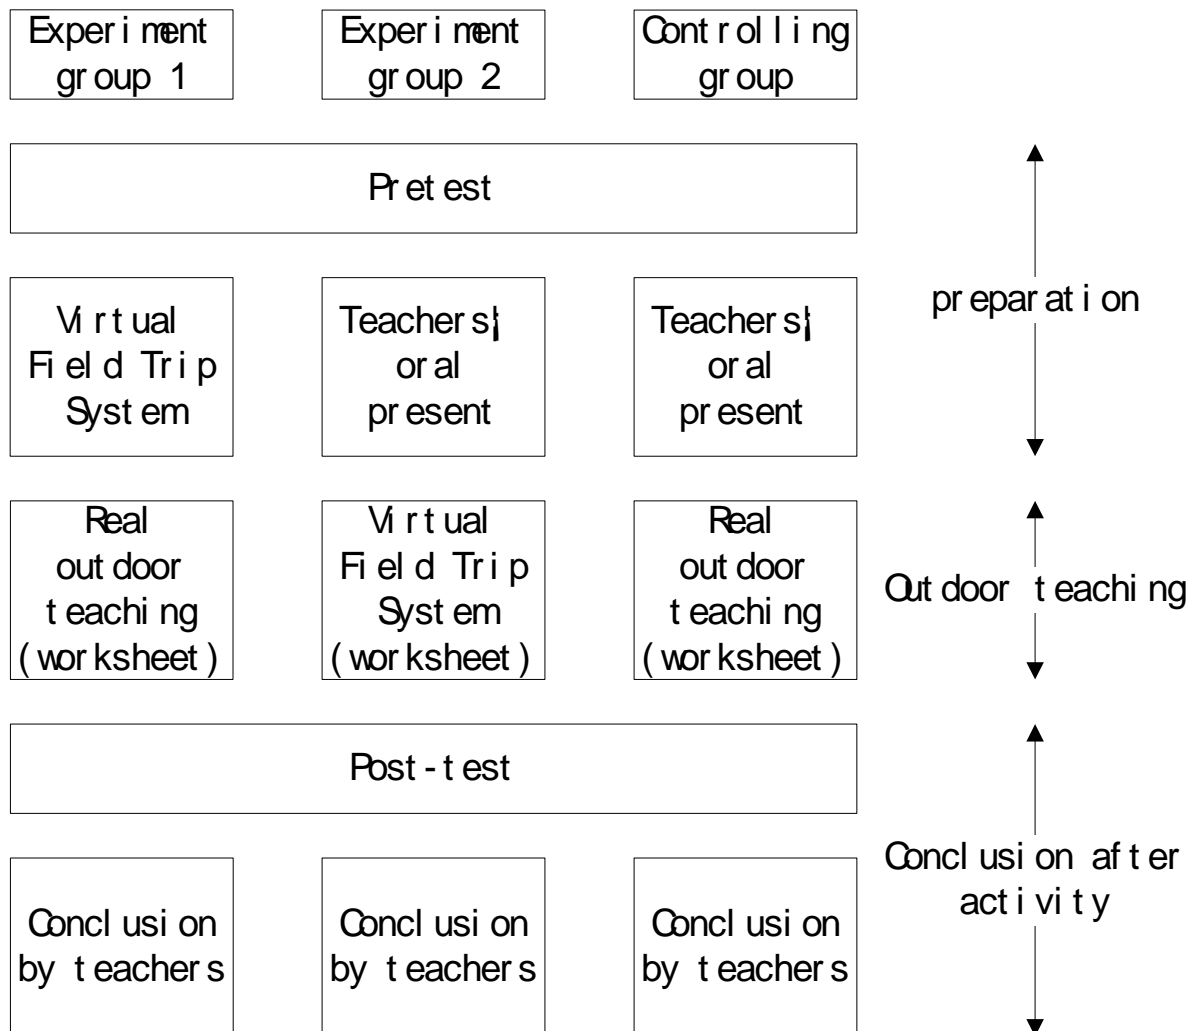 Experiment
group 1
Experiment
group 2
Controlling
group
Pretest
Virtual
Field Trip
System
Teachers¦
oral
present
Teachers¦
oral
present
preparation
Real
outdoor
teaching
(worksheet)
Virtual
Field Trip
System
(worksheet)
Real
outdoor
teaching
(worksheet)
Outdoor teaching
Post-test
Conclusion
by teachers
Conclusion
by teachers
Conclusion
by teachers
Conclusion after
activity